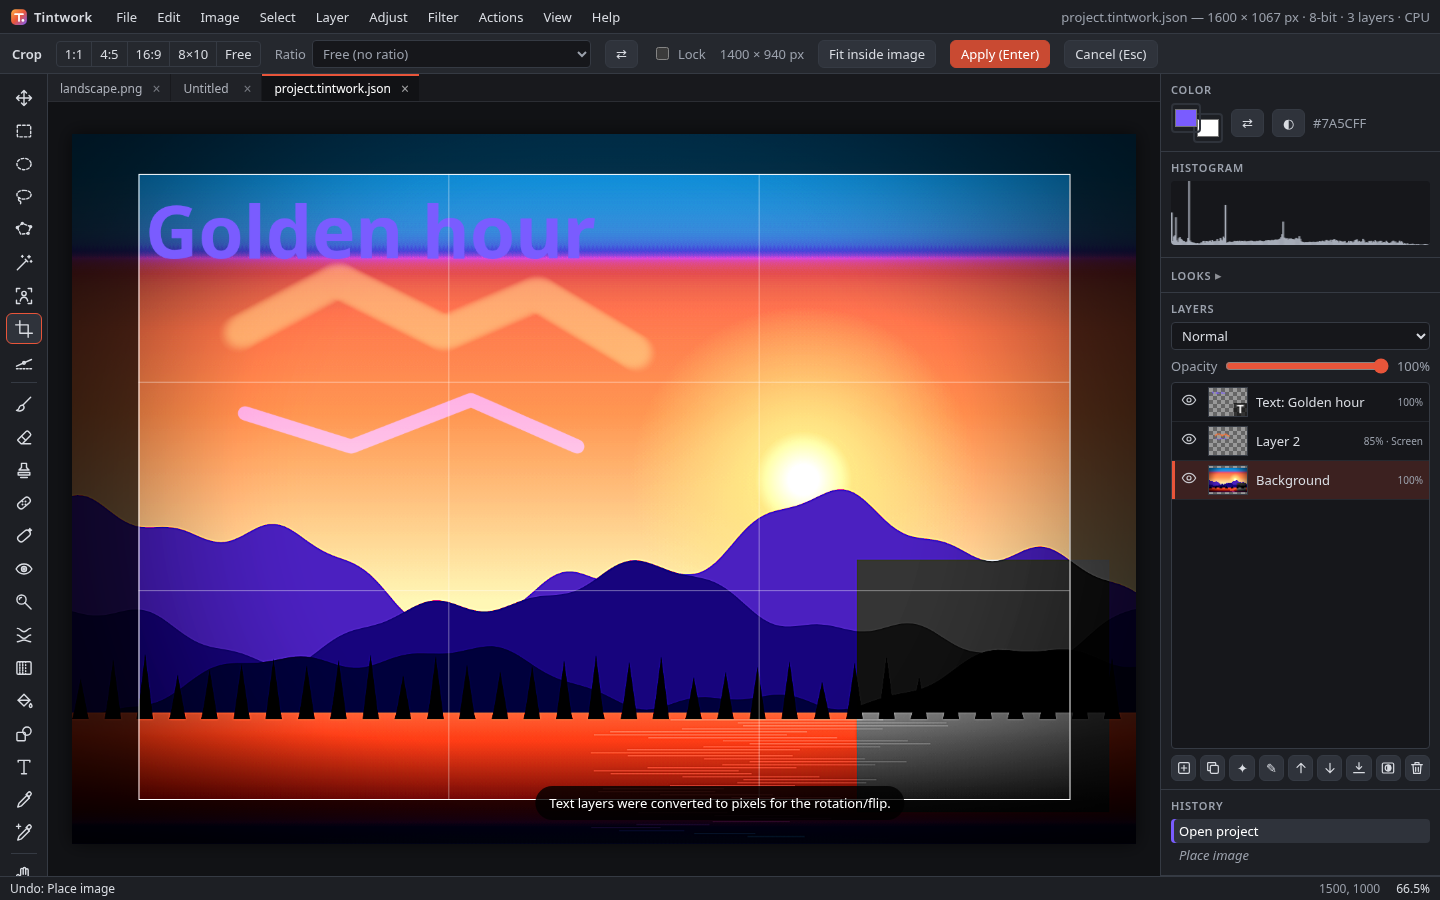 Tintwork File Edit Image Select Layer Adjust Filter Actions View Help project.tintwork.json — 1600 × 1067 px · 8-bit · 3 layers · CPU
Crop 1:1 4:5 16:9 8×10 Free Ratio Free (no ratio) ⇄ Lock 1400 × 940 px Fit inside image Apply (Enter) Cancel (Esc)
landscape.png × Untitled × project.tintwork.json ×
COLOR
⇄ #7A5CFF
HISTOGRAM
Golden hour
LOOKS ▸
LAYERS
Normal
Opacity 100%
T Text: Golden hour 100%
Layer 2 85% · Screen
Background 100%
Text layers were converted to pixels for the rotation/flip.
HISTORY
Open project
Place image
Undo: Place image 1500, 1000 66.5%